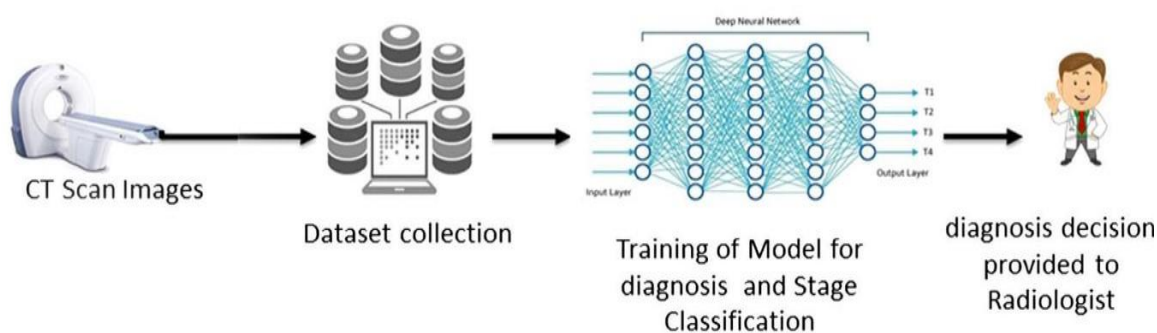 CT Scan Images
Dataset collection
Deep Neural Network
Input Layer
T1
T2
T3
T4
Output Layer
Training of Model for
diagnosis and Stage
Classification
diagnosis decision
provided to
Radiologist